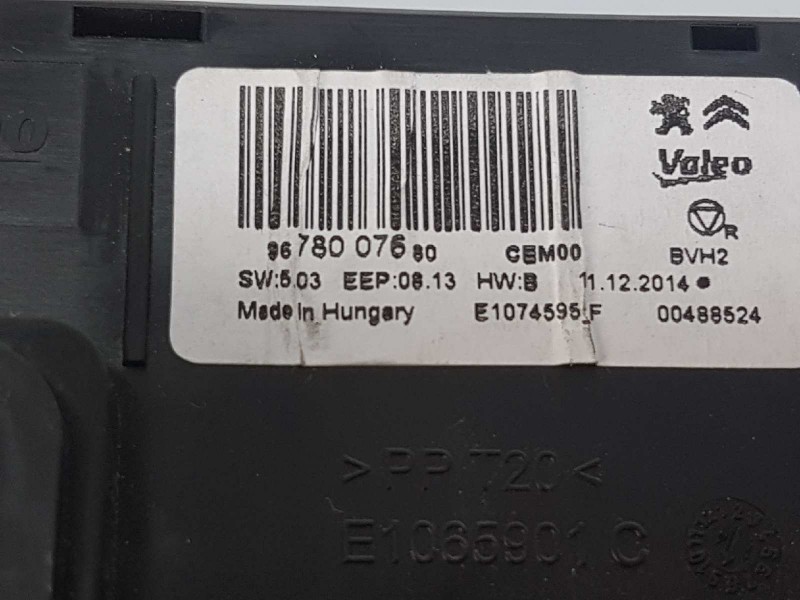 Valeo
R
96 780 076 80 CEM00 BVH2
SW:5.03 EEP:08.13 HW:B 11.12.2014
Made in Hungary E1074595 F 00488524
>PP T20<
E1065901 C